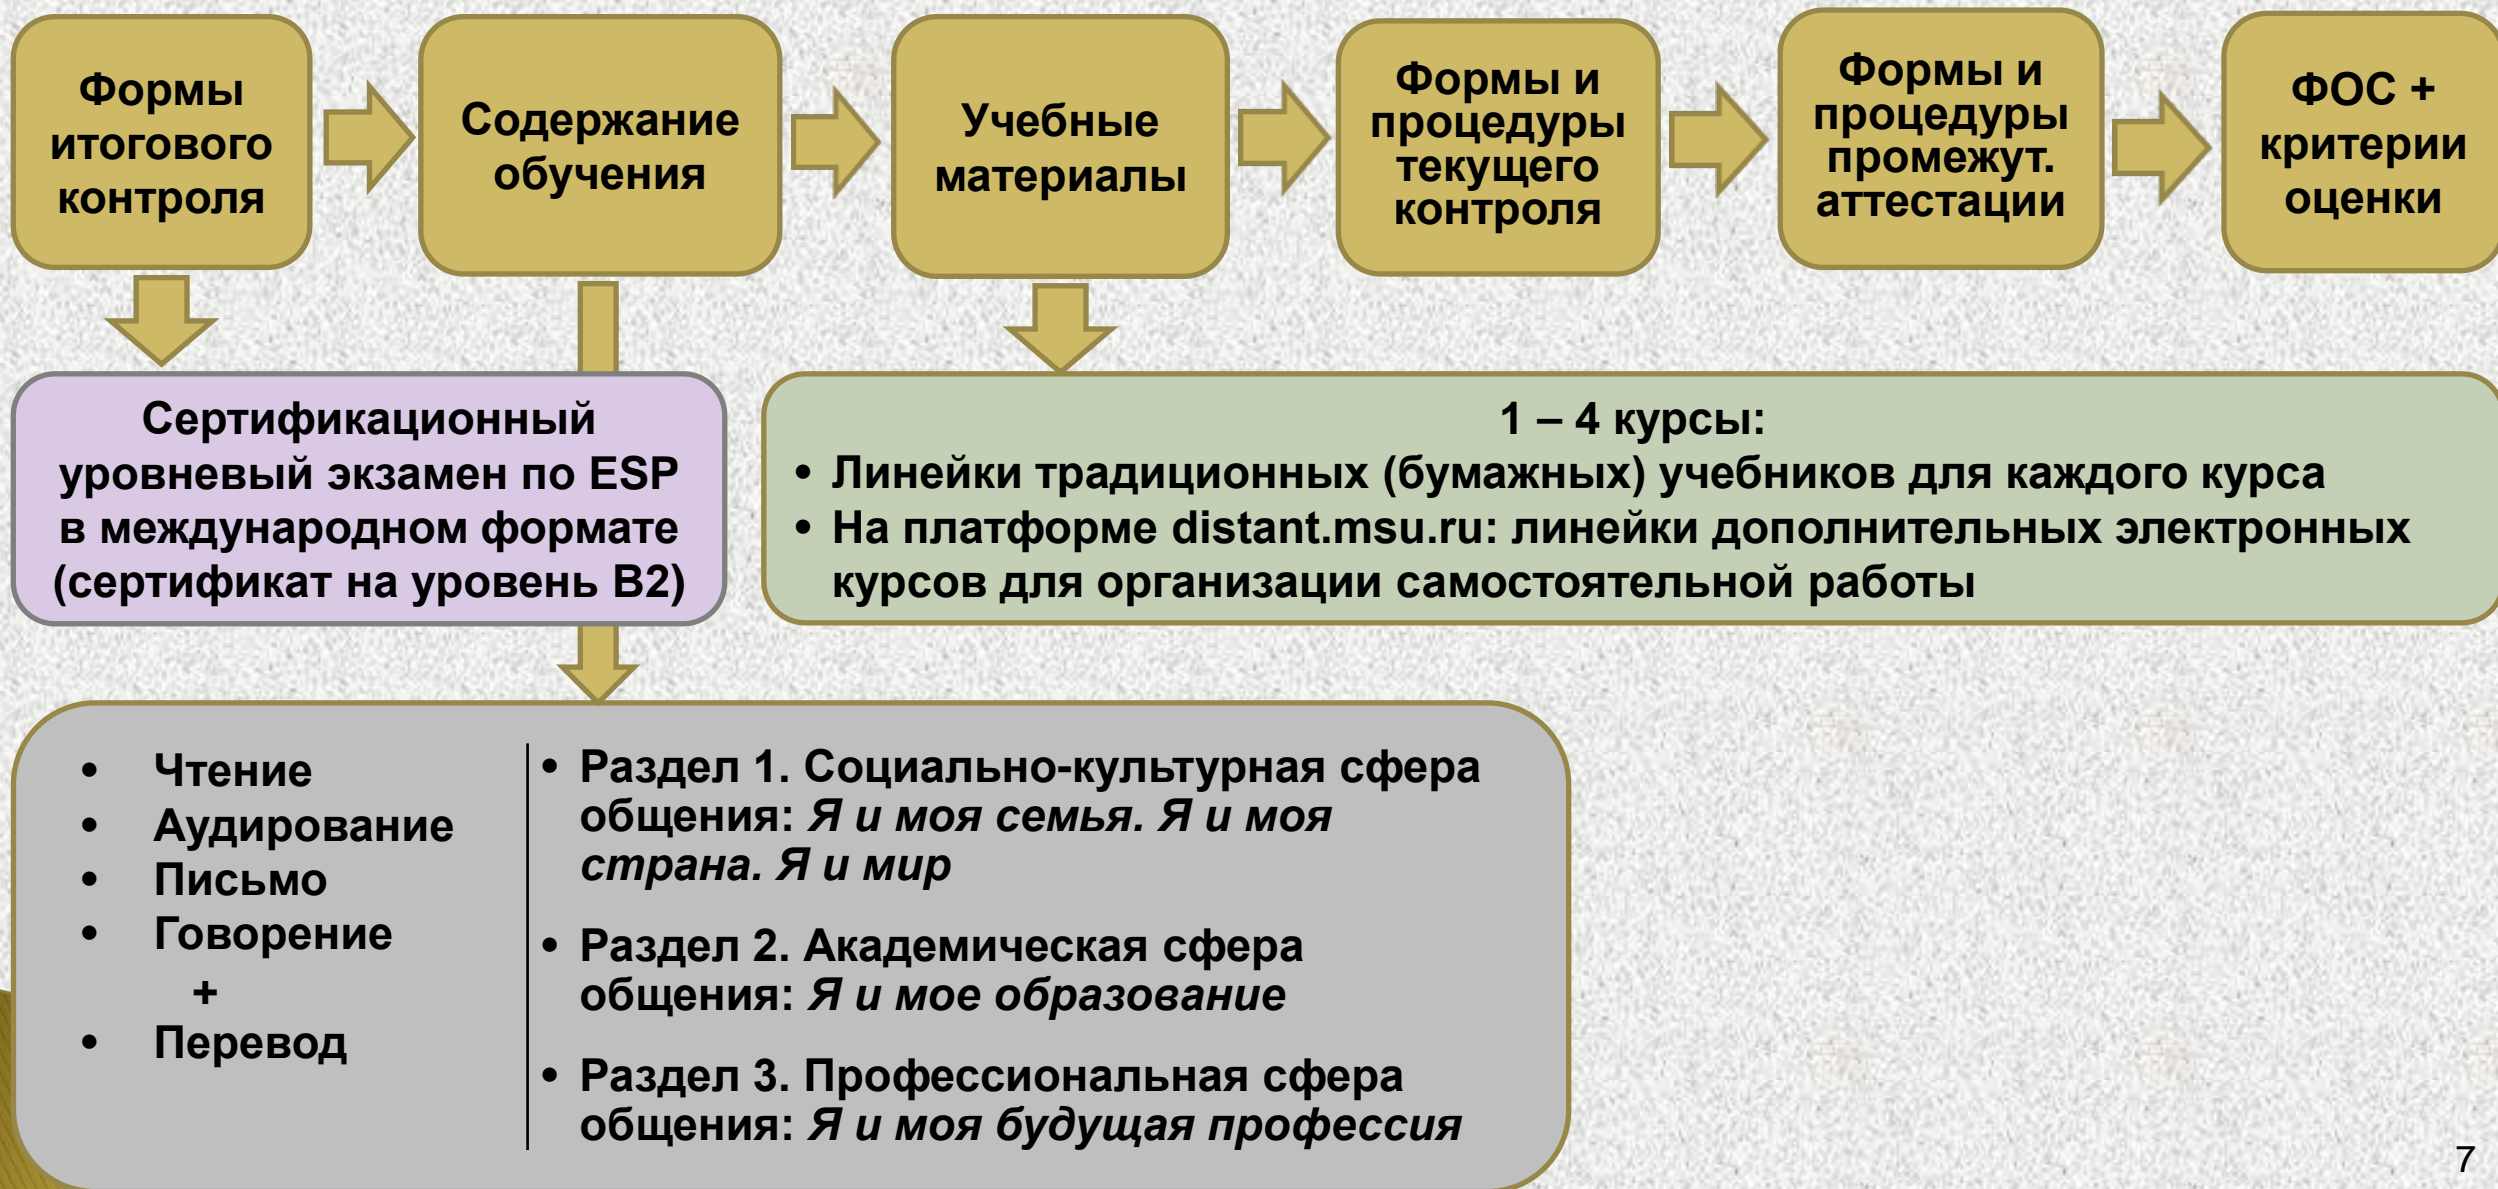 Формы
итогового
контроля
Содержание
обучения
Учебные
материалы
Формы и
процедуры
текущего
контроля
Формы и
процедуры
промежут.
аттестации
ФОС +
критерии
оценки
Сертификационный
уровневый экзамен по ESP
в международном формате
(сертификат на уровень В2)
1 – 4 курсы:
• Линейки традиционных (бумажных) учебников для каждого курса
• На платформе distant.msu.ru: линейки дополнительных электронных
курсов для организации самостоятельной работы
• Чтение
• Аудирование
• Письмо
• Говорение
+
• Перевод
• Раздел 1. Социально-культурная сфера
общения: Я и моя семья. Я и моя
страна. Я и мир
• Раздел 2. Академическая сфера
общения: Я и мое образование
• Раздел 3. Профессиональная сфера
общения: Я и моя будущая профессия
7